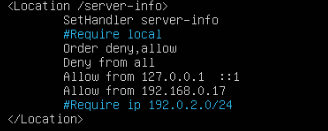 <Location /server-info>
SetHandler server-info
#Require local
Order deny,allow
Deny from all
Allow from 127.0.0.1 ::1
Allow from 192.168.0.17
#Require ip 192.0.2.0/24
</Location>